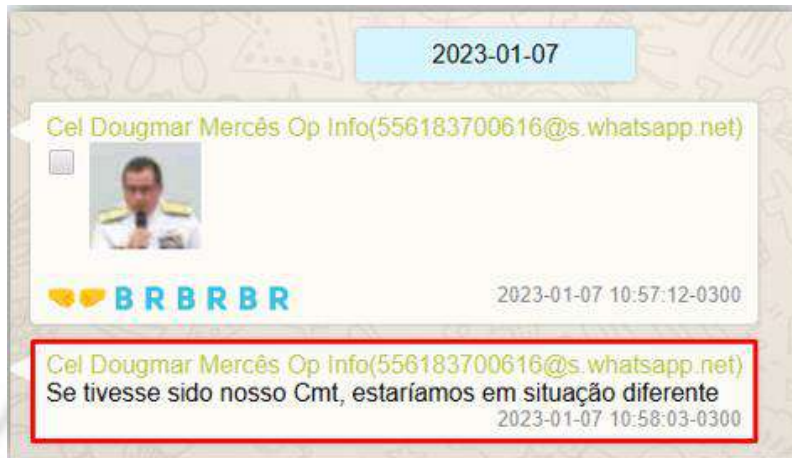 2023-01-07
Cel Dougmar Mercês Op Info(556183700616@s.whatsapp.net)
🤜🤛 B R B R B R
2023-01-07 10:57:12-0300
Cel Dougmar Mercês Op Info(556183700616@s.whatsapp.net)
Se tivesse sido nosso Cmt, estaríamos em situação diferente
2023-01-07 10:58:03-0300